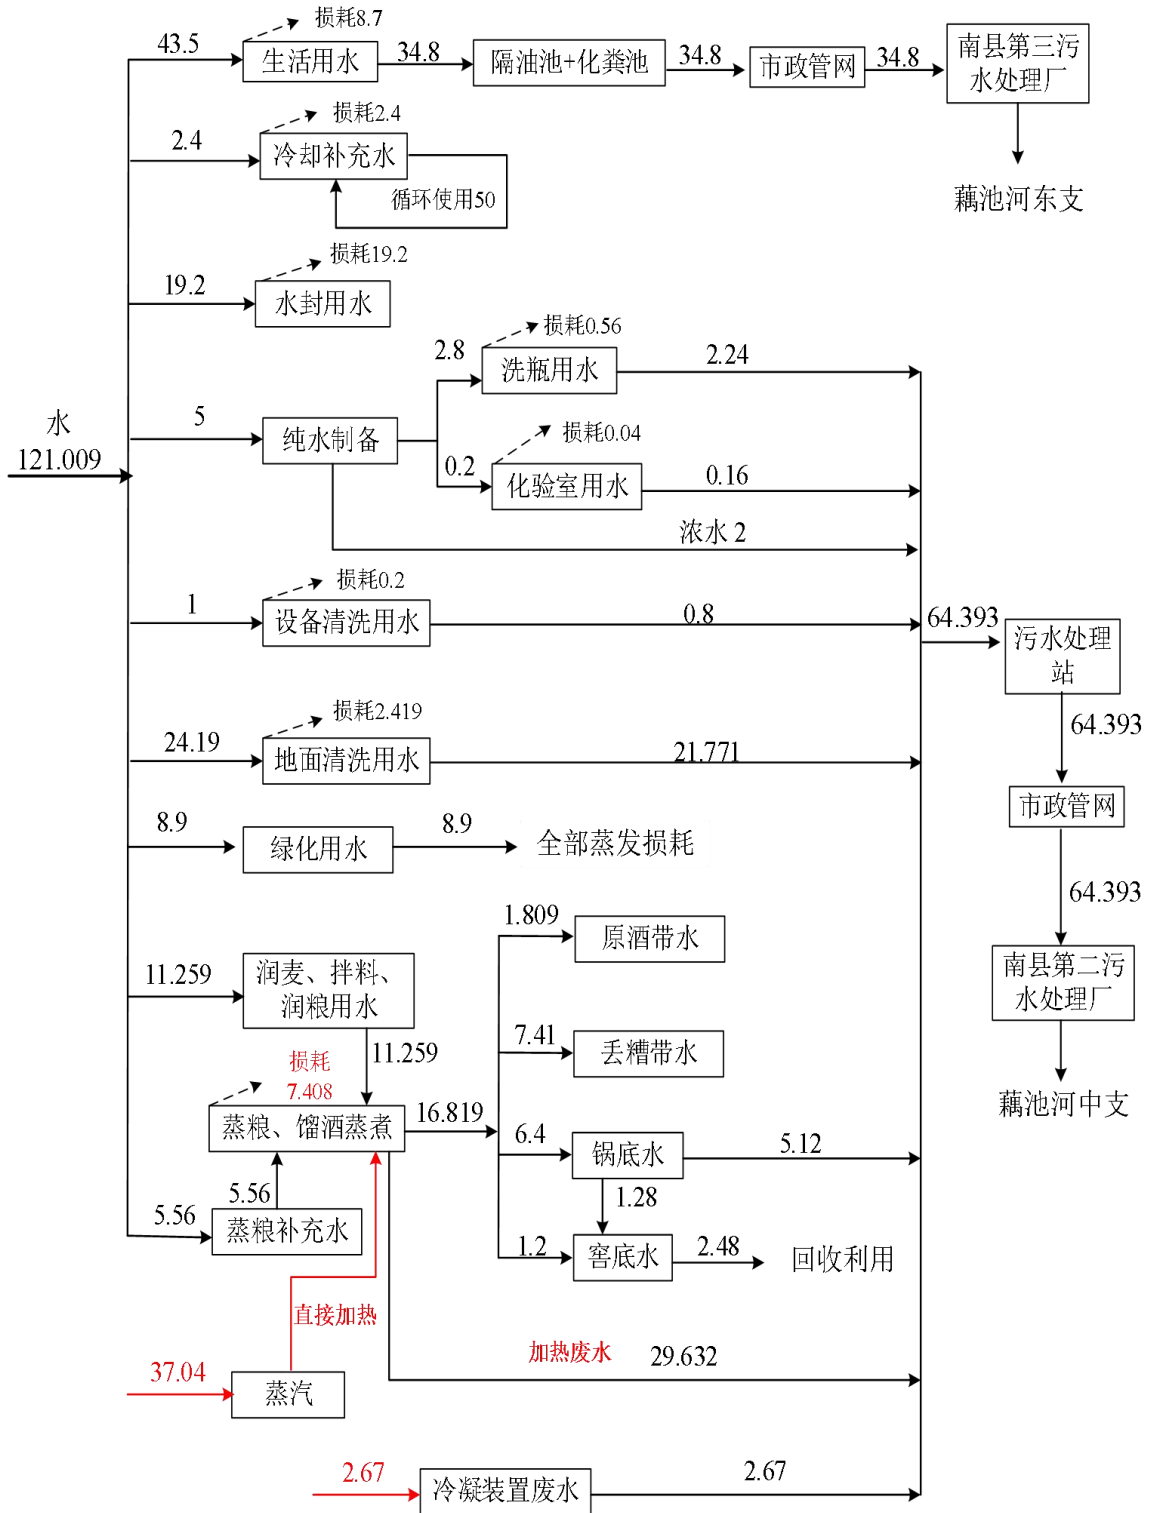 损耗8.7
43.5
生活用水
34.8
隔油池+化粪池
34.8
市政管网
34.8
南县第三污
水处理厂
藕池河东支
损耗2.4
2.4
冷却补充水
循环使用50
损耗19.2
19.2
水封用水
水
121.009
5
纯水制备
2.8
损耗0.56
洗瓶用水
2.24
0.2
损耗0.04
化验室用水
0.16
浓水 2
1
损耗0.2
设备清洗用水
0.8
64.393
污水处理
站
64.393
市政管网
64.393
南县第二污
水处理厂
藕池河中支
24.19
损耗2.419
地面清洗用水
21.771
8.9
绿化用水
8.9
全部蒸发损耗
11.259
润麦、拌料、
润粮用水
11.259
损耗
7.408
蒸粮、馏酒蒸煮
16.819
1.809
原酒带水
7.41
丢糟带水
6.4
锅底水
5.12
1.28
1.2
窖底水
2.48
回收利用
5.56
5.56
蒸粮补充水
直接加热
37.04
蒸汽
加热废水
29.632
2.67
冷凝装置废水
2.67